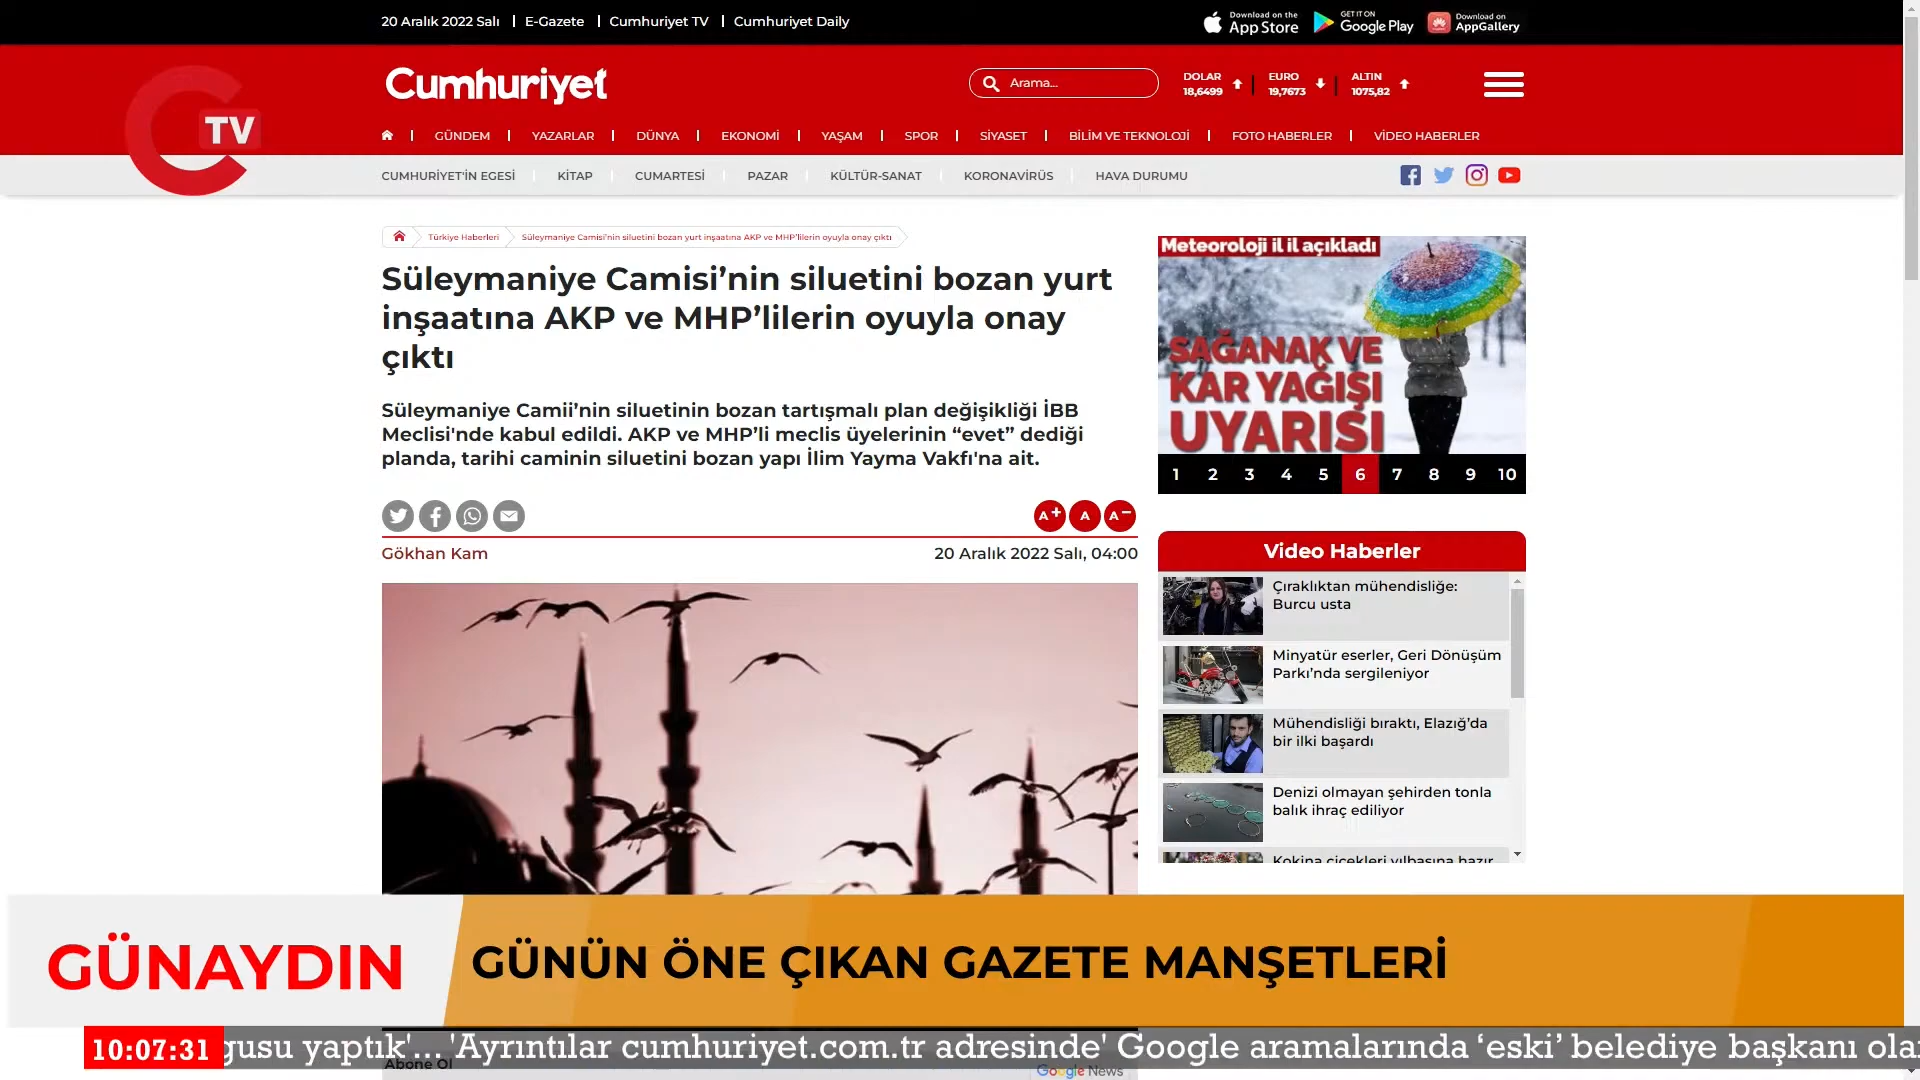 20 Aralık 2022 Salı
E-Gazete
Cumhuriyet TV
Cumhuriyet Daily
Download on the App Store
GET IT ON Google Play
Download on AppGallery
TV
Cumhuriyet
Arama...
DOLAR 18,6499
EURO 19,7673
ALTIN 1075,82
GÜNDEM
YAZARLAR
DÜNYA
EKONOMİ
YAŞAM
SPOR
SİYASET
BİLİM VE TEKNOLOJİ
FOTO HABERLER
VİDEO HABERLER
CUMHURİYET'İN EGESİ
KİTAP
CUMARTESİ
PAZAR
KÜLTÜR-SANAT
KORONAVİRÜS
HAVA DURUMU
Türkiye Haberleri
Süleymaniye Camisi’nin siluetini bozan yurt inşaatına AKP ve MHP’lilerin oyuyla onay çıktı
Süleymaniye Camisi’nin siluetini bozan yurt
inşaatına AKP ve MHP’lilerin oyuyla onay
çıktı
Süleymaniye Camii’nin siluetinin bozan tartışmalı plan değişikliği İBB
Meclisi'nde kabul edildi. AKP ve MHP’li meclis üyelerinin “evet” dediği
planda, tarihi caminin siluetini bozan yapı İlim Yayma Vakfı'na ait.
A+ A A−
Gökhan Kam
20 Aralık 2022 Salı, 04:00
Meteoroloji il il açıkladı
SAĞANAK VE
KAR YAĞIŞI
UYARISI
1 2 3 4 5 6 7 8 9 10
Video Haberler
Çıraklıktan mühendisliğe:
Burcu usta
Minyatür eserler, Geri Dönüşüm
Parkı’nda sergileniyor
Mühendisliği bıraktı, Elazığ’da
bir ilki başardı
Denizi olmayan şehirden tonla
balık ihraç ediliyor
Kokina çiçekleri yılbaşına hazır
GÜNAYDIN
GÜNÜN ÖNE ÇIKAN GAZETE MANŞETLERİ
10:07:31
gusu yaptık'... 'Ayrıntılar cumhuriyet.com.tr adresinde' Google aramalarında ‘eski’ belediye başkanı olar
Abone Ol
Google News